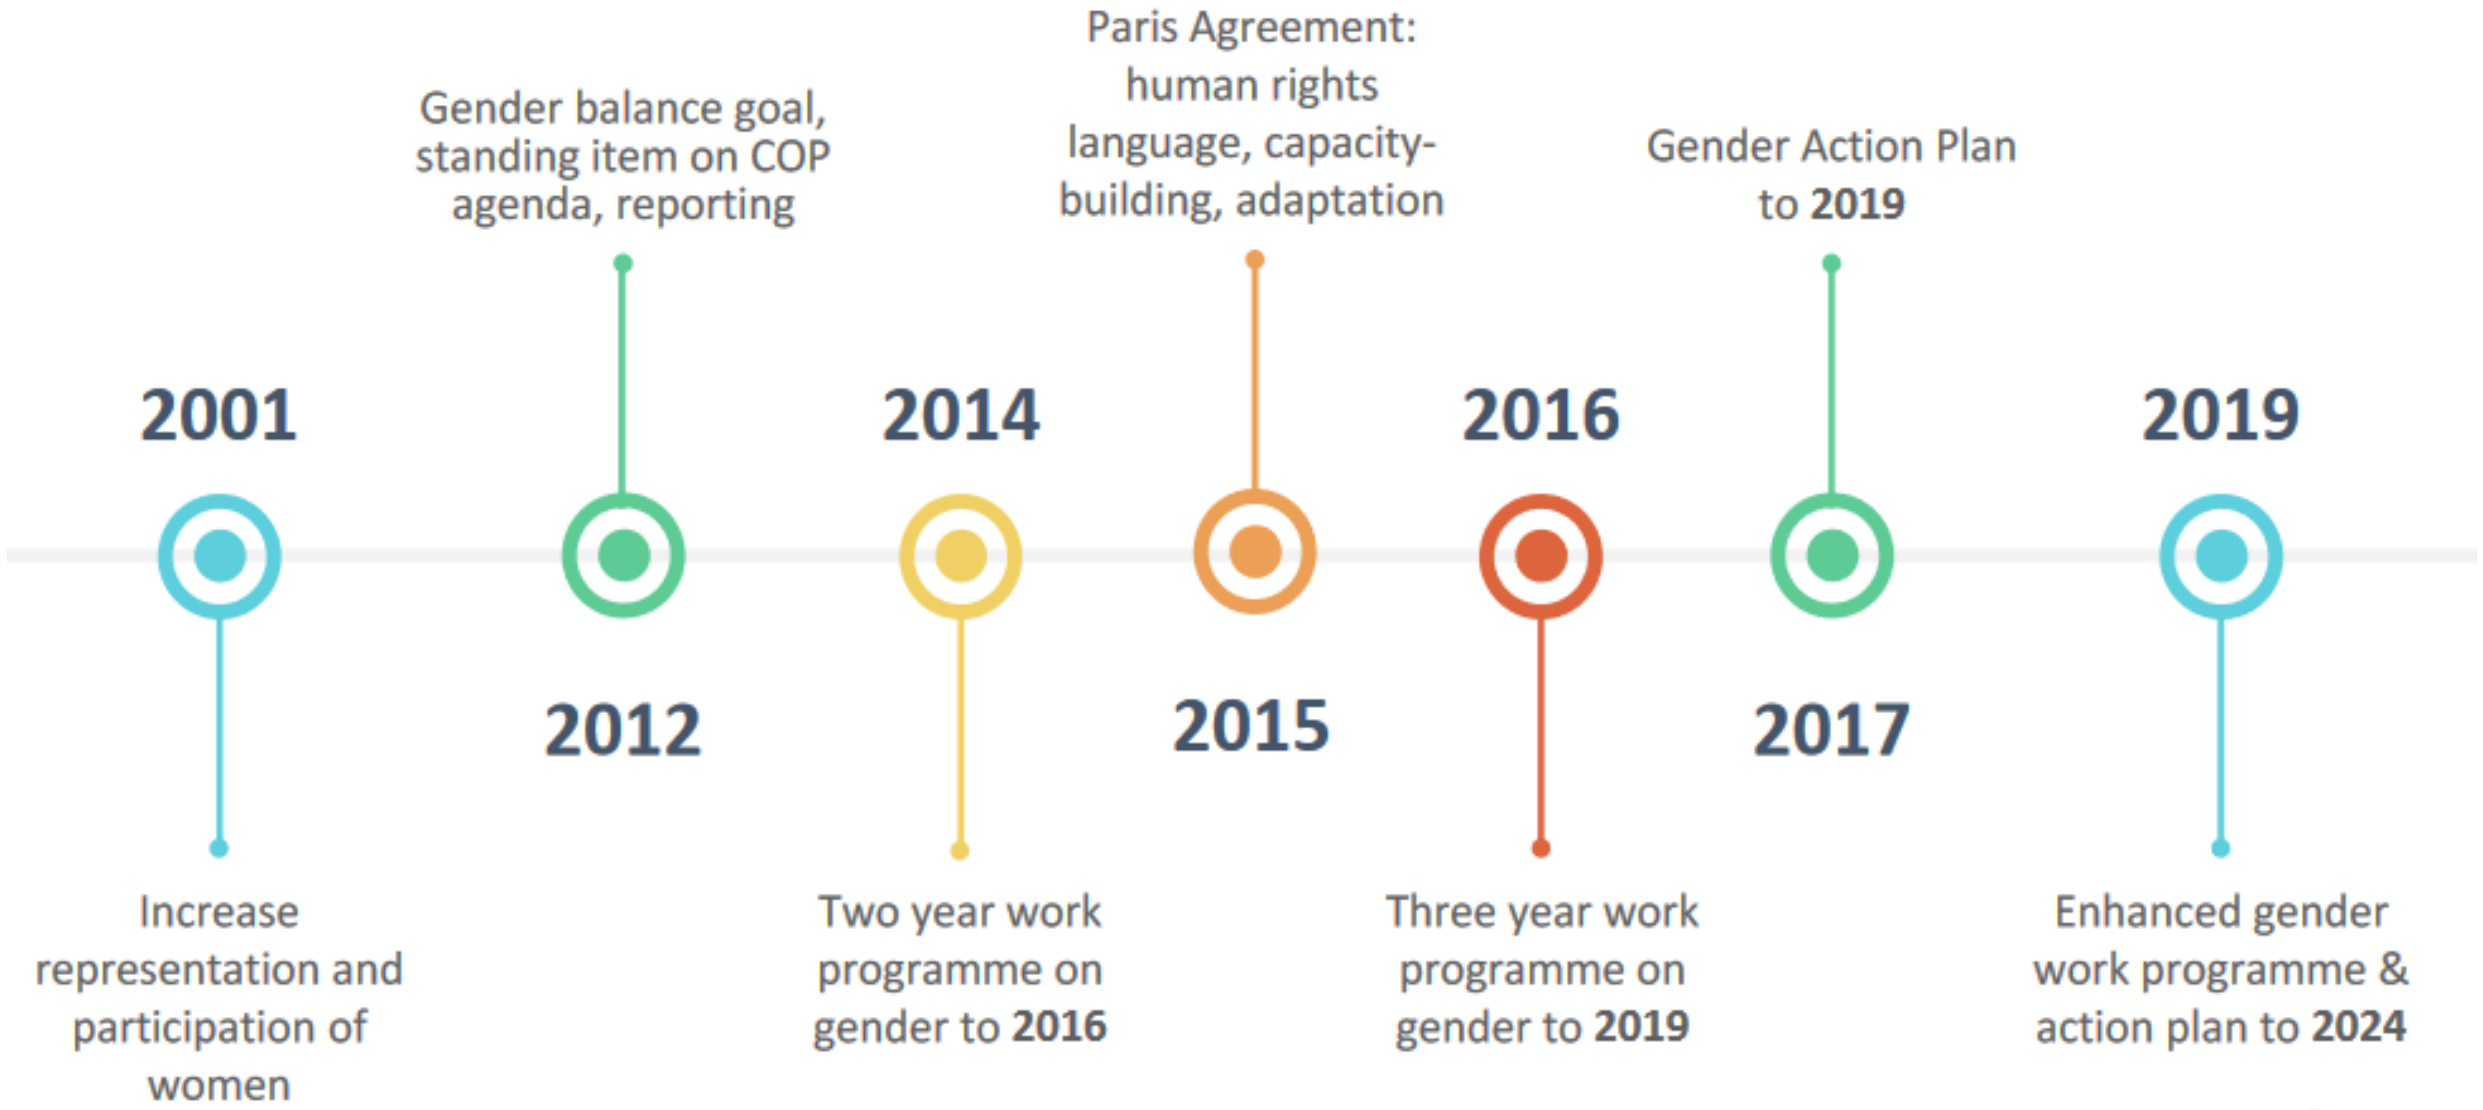 2001
Increase
representation and
participation of
women
Gender balance goal,
standing item on COP
agenda, reporting
2012
2014
Two year work
programme on
gender to 2016
Paris Agreement:
human rights
language, capacity-
building, adaptation
2015
2016
Three year work
programme on
gender to 2019
Gender Action Plan
to 2019
2017
2019
Enhanced gender
work programme &
action plan to 2024